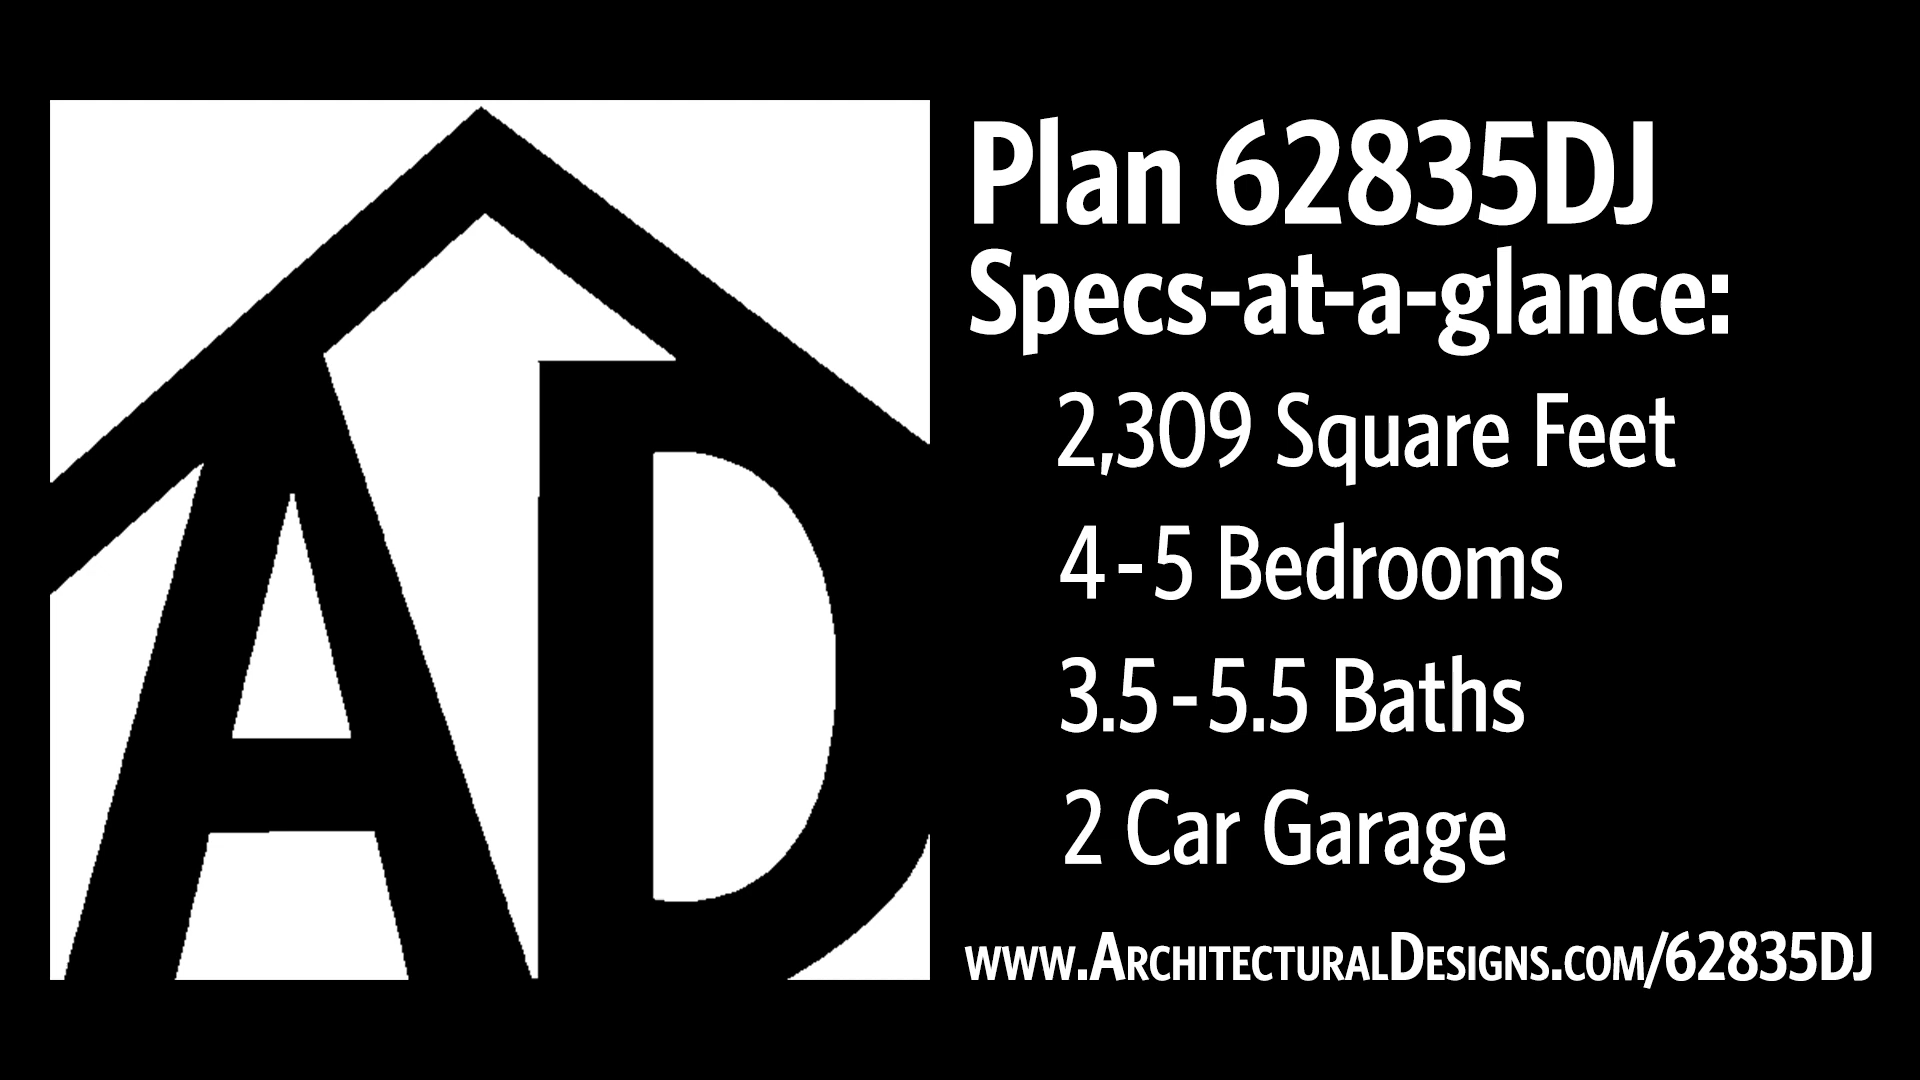 AD
Plan 62835DJ
Specs-at-a-glance:
2,309 Square Feet
4-5 Bedrooms
3.5-5.5 Baths
2 Car Garage
www.ArchitecturalDesigns.com/62835DJ